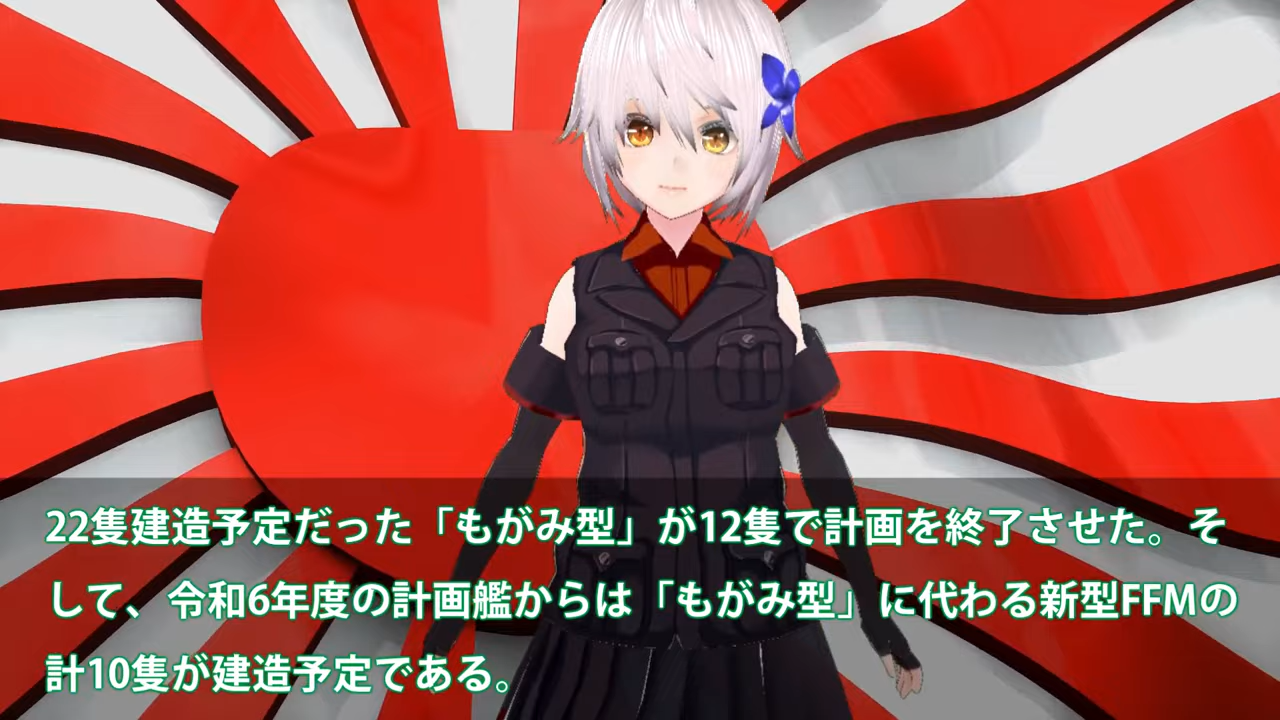 22隻建造予定だった「もがみ型」が12隻で計画を終了させた。そ
して、令和6年度の計画艦からは「もがみ型」に代わる新型FFMの
計10隻が建造予定である。